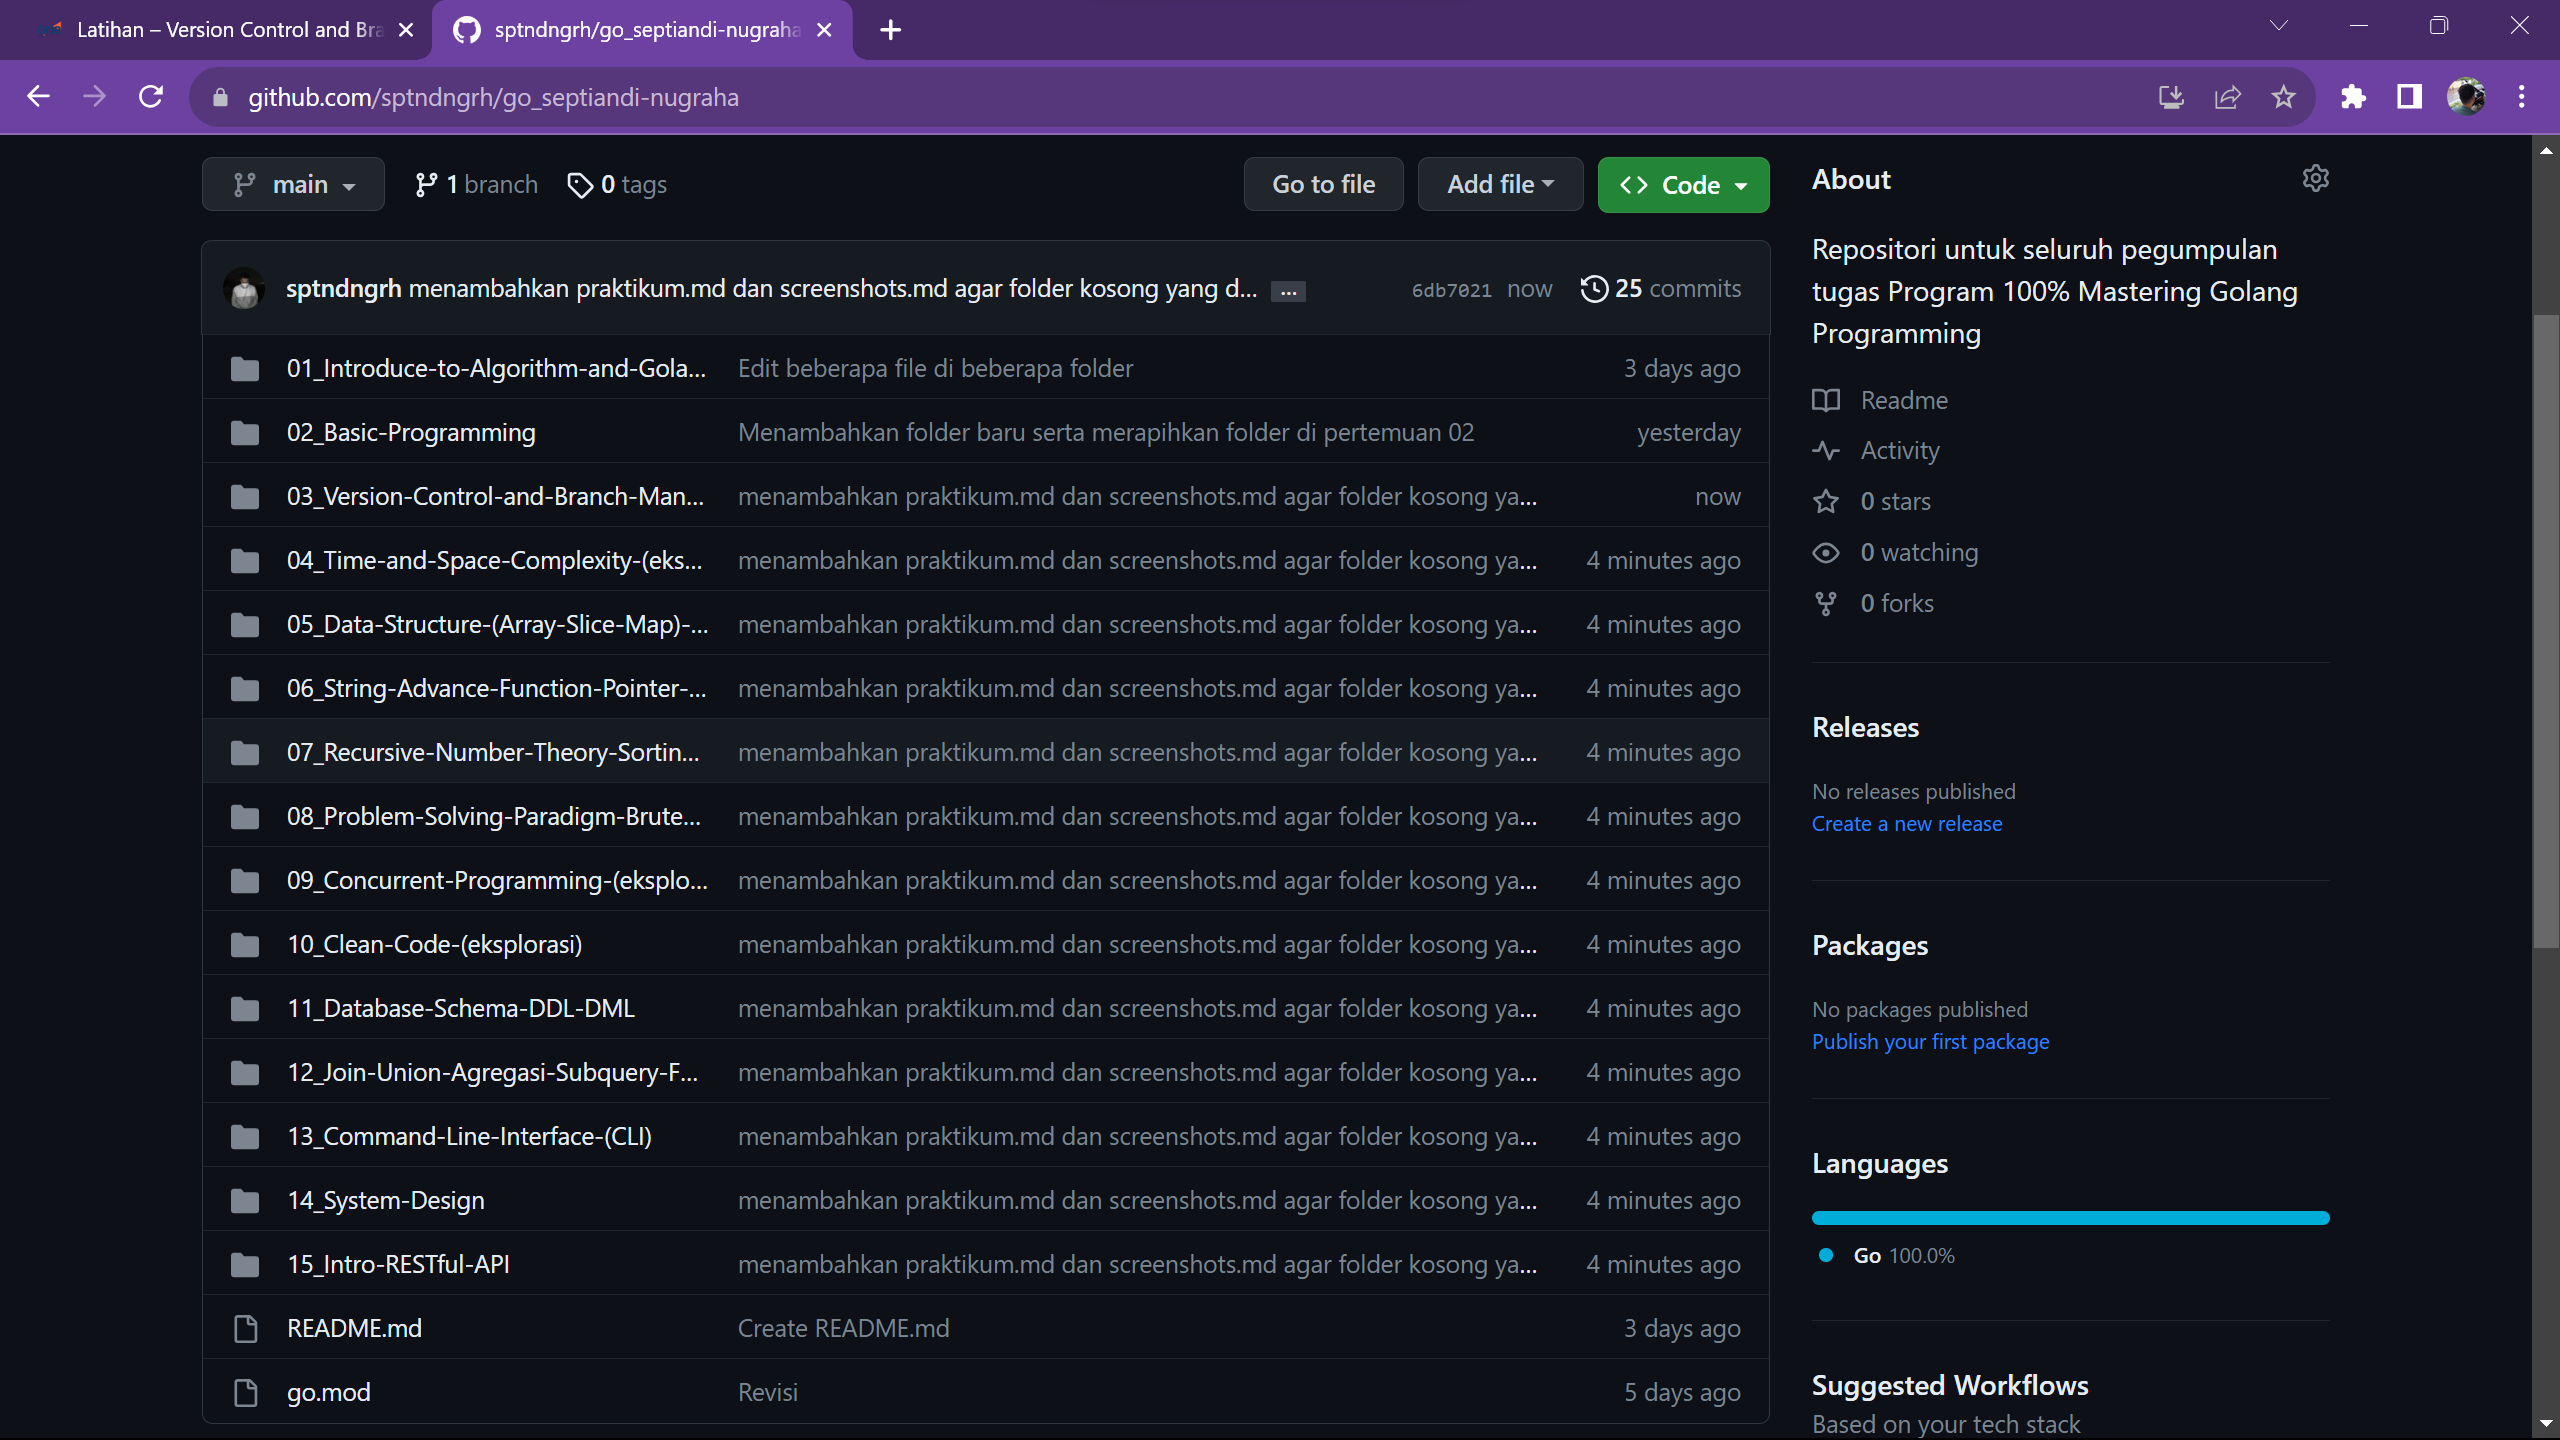 Latihan – Version Control and Bra
sptndngrh/go_septiandi-nugraha
github.com/sptndngrh/go_septiandi-nugraha
main
1 branch
0 tags
Go to file
Add file
Code
sptndngrh menambahkan praktikum.md dan screenshots.md agar folder kosong yang d... ...
6db7021 now
25 commits
01_Introduce-to-Algorithm-and-Gola... Edit beberapa file di beberapa folder 3 days ago
02_Basic-Programming Menambahkan folder baru serta merapihkan folder di pertemuan 02 yesterday
03_Version-Control-and-Branch-Man... menambahkan praktikum.md dan screenshots.md agar folder kosong ya... now
04_Time-and-Space-Complexity-(eks... menambahkan praktikum.md dan screenshots.md agar folder kosong ya... 4 minutes ago
05_Data-Structure-(Array-Slice-Map)-... menambahkan praktikum.md dan screenshots.md agar folder kosong ya... 4 minutes ago
06_String-Advance-Function-Pointer-... menambahkan praktikum.md dan screenshots.md agar folder kosong ya... 4 minutes ago
07_Recursive-Number-Theory-Sortin... menambahkan praktikum.md dan screenshots.md agar folder kosong ya... 4 minutes ago
08_Problem-Solving-Paradigm-Brute... menambahkan praktikum.md dan screenshots.md agar folder kosong ya... 4 minutes ago
09_Concurrent-Programming-(eksplo... menambahkan praktikum.md dan screenshots.md agar folder kosong ya... 4 minutes ago
10_Clean-Code-(eksplorasi) menambahkan praktikum.md dan screenshots.md agar folder kosong ya... 4 minutes ago
11_Database-Schema-DDL-DML menambahkan praktikum.md dan screenshots.md agar folder kosong ya... 4 minutes ago
12_Join-Union-Agregasi-Subquery-F... menambahkan praktikum.md dan screenshots.md agar folder kosong ya... 4 minutes ago
13_Command-Line-Interface-(CLI) menambahkan praktikum.md dan screenshots.md agar folder kosong ya... 4 minutes ago
14_System-Design menambahkan praktikum.md dan screenshots.md agar folder kosong ya... 4 minutes ago
15_Intro-RESTful-API menambahkan praktikum.md dan screenshots.md agar folder kosong ya... 4 minutes ago
README.md Create README.md 3 days ago
go.mod Revisi 5 days ago
About
Repositori untuk seluruh pegumpulan
tugas Program 100% Mastering Golang
Programming
Readme
Activity
0 stars
0 watching
0 forks
Releases
No releases published
Create a new release
Packages
No packages published
Publish your first package
Languages
Go 100.0%
Suggested Workflows
Based on your tech stack